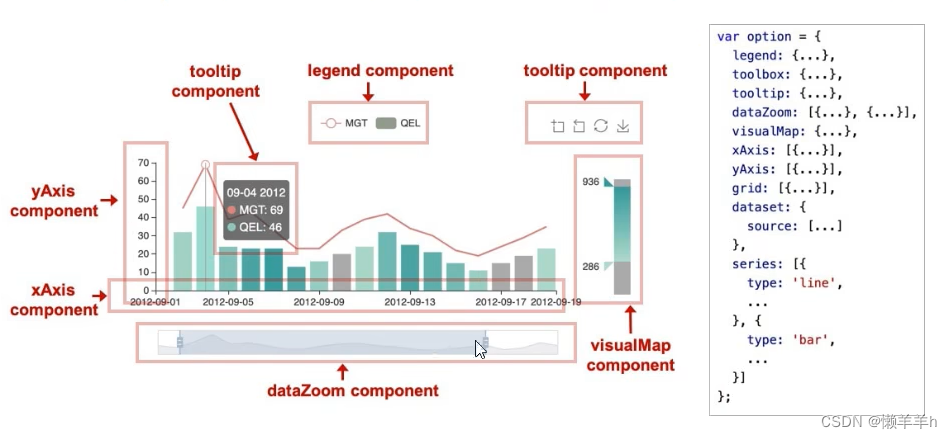 tooltip
component
legend component
tooltip component
MGT
QEL
yAxis
component
70
60
50
40
30
20
10
0
09-04 2012
MGT: 69
QEL: 46
936
286
xAxis
component
2012-09-01
2012-09-05
2012-09-09
2012-09-13
2012-09-17
2012-09-19
visualMap
component
dataZoom component
var option = {
legend: {...},
toolbox: {...},
tooltip: {...},
dataZoom: [{...}, {...}],
visualMap: {...},
xAxis: [{...}],
yAxis: [{...}],
grid: [{...}],
dataset: {
source: [...]
},
series: [{
type: 'line',
...
}, {
type: 'bar',
...
}]
};
CSDN @懒羊羊h